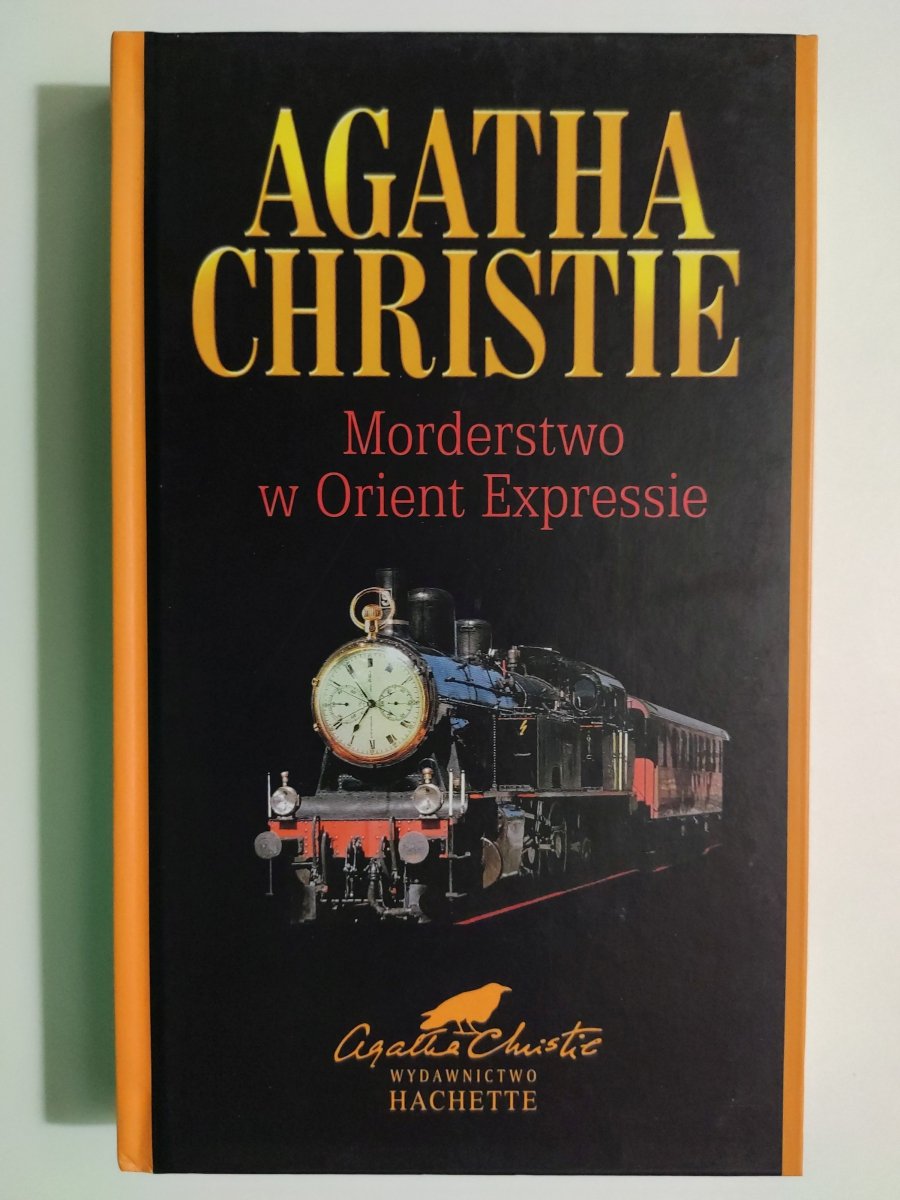 AGATHA
CHRISTIE
Morderstwo
w Orient Expressie
Agatha Christie
WYDAWNICTWO
HACHETTE